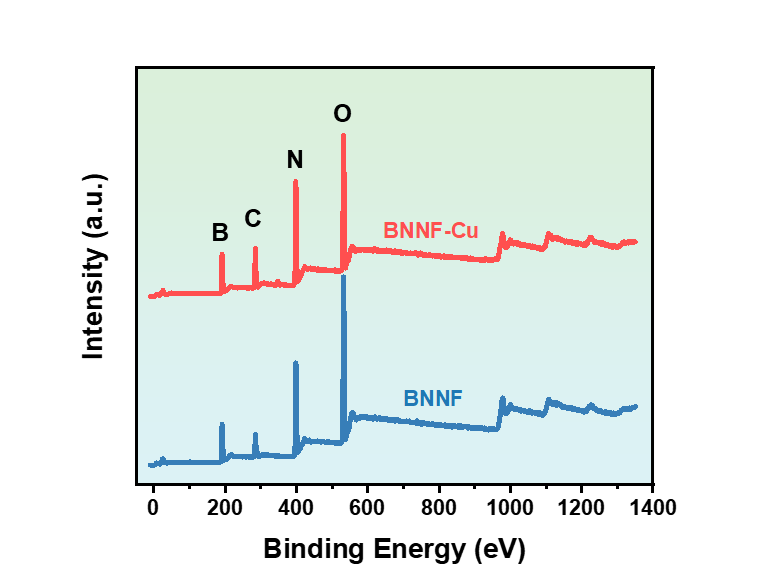 O
N
C
B
BNNF-Cu
BNNF
Intensity (a.u.)
0 200 400 600 800 1000 1200 1400
Binding Energy (eV)